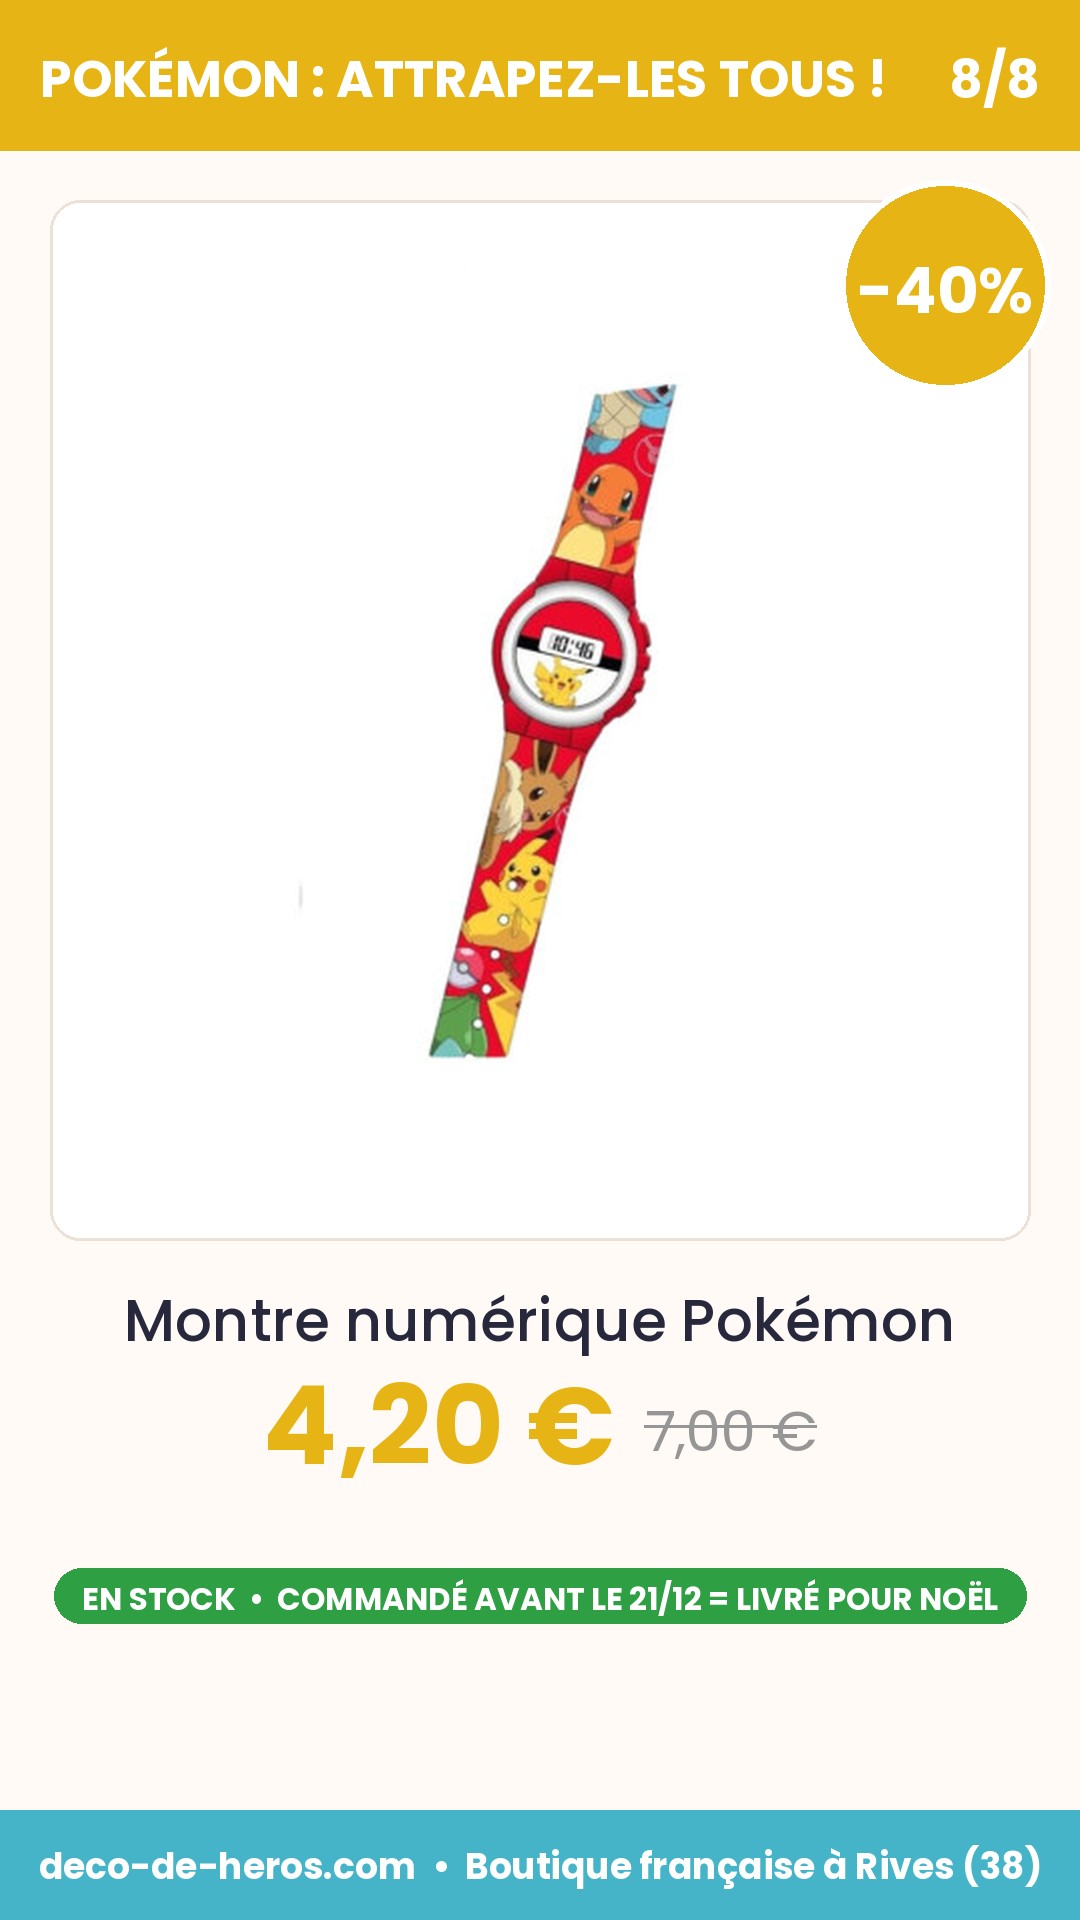 POKÉMON : ATTRAPEZ-LES TOUS ! 8/8
-40%
10:46
Montre numérique Pokémon
4,20 € 7,00 €
EN STOCK • COMMANDÉ AVANT LE 21/12 = LIVRÉ POUR NOËL
deco-de-heros.com • Boutique française à Rives (38)